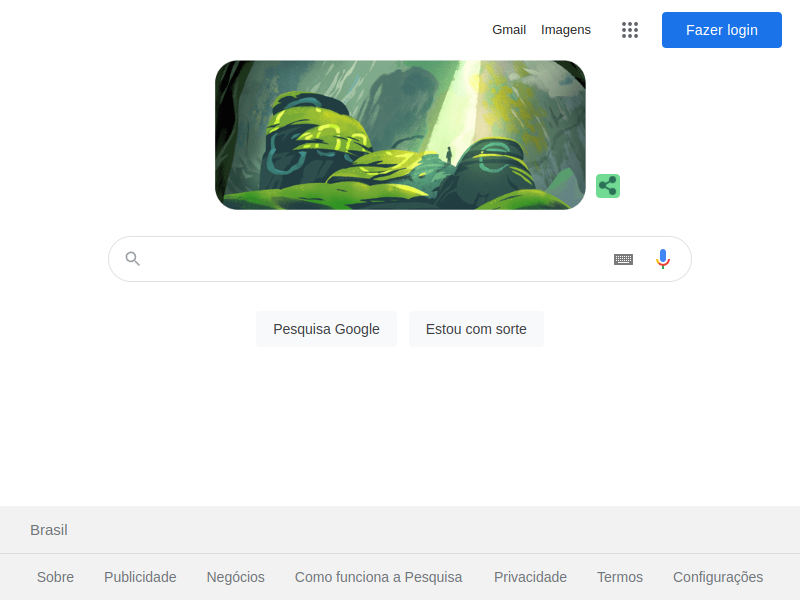 Gmail Imagens Fazer login
Pesquisa Google Estou com sorte
Brasil
Sobre Publicidade Negócios Como funciona a Pesquisa Privacidade Termos Configurações